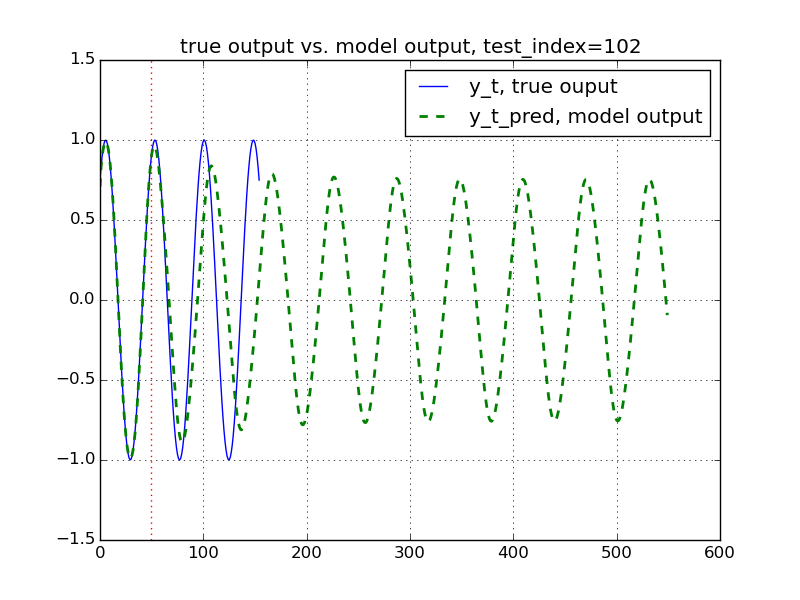 true output vs. model output, test_index=102
y_t, true ouput
y_t_pred, model output
1.5
1.0
0.5
0.0
−0.5
−1.0
−1.5
0 100 200 300 400 500 600